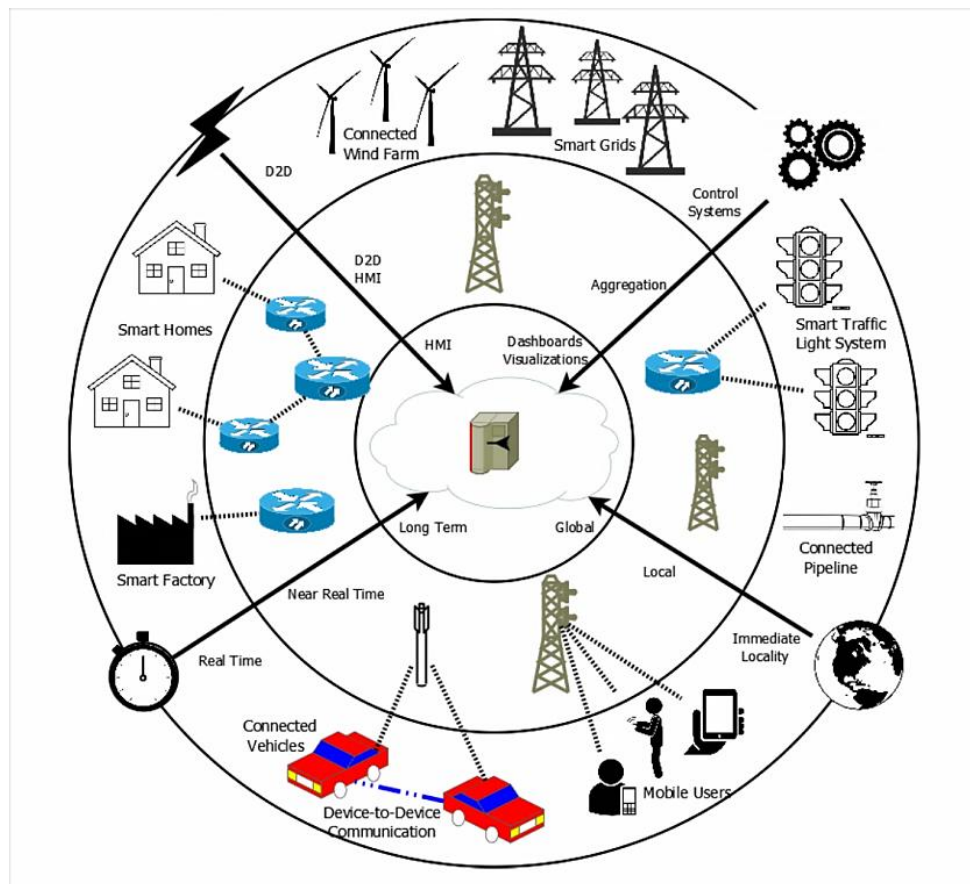 Connected
Wind Farm
Smart Grids
D2D
Control
Systems
D2D
HMI
Aggregation
Smart Homes
HMI
Dashboards
Visualizations
Smart Traffic
Light System
Long Term
Global
Connected
Pipeline
Smart Factory
Near Real Time
Local
Real Time
Immediate
Locality
Connected
Vehicles
Mobile Users
Device-to-Device
Communication